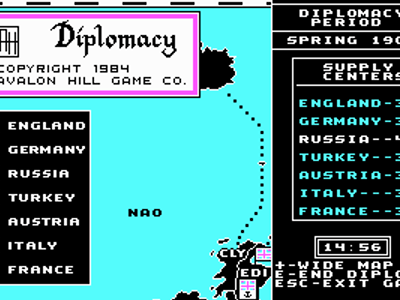 AH
Diplomacy
COPYRIGHT 1984
AVALON HILL GAME CO.
ENGLAND
GERMANY
RUSSIA
TURKEY
AUSTRIA
ITALY
FRANCE
NAO
CLY
EDI
DIPLOMACY
PERIOD
SPRING 190
SUPPLY
CENTERS
ENGLAND-3
GERMANY-3
RUSSIA--4
TURKEY--3
AUSTRIA-3
ITALY---3
FRANCE--3
14:56
+-WIDE MAP
E-END DIPLO
ESC-EXIT GA